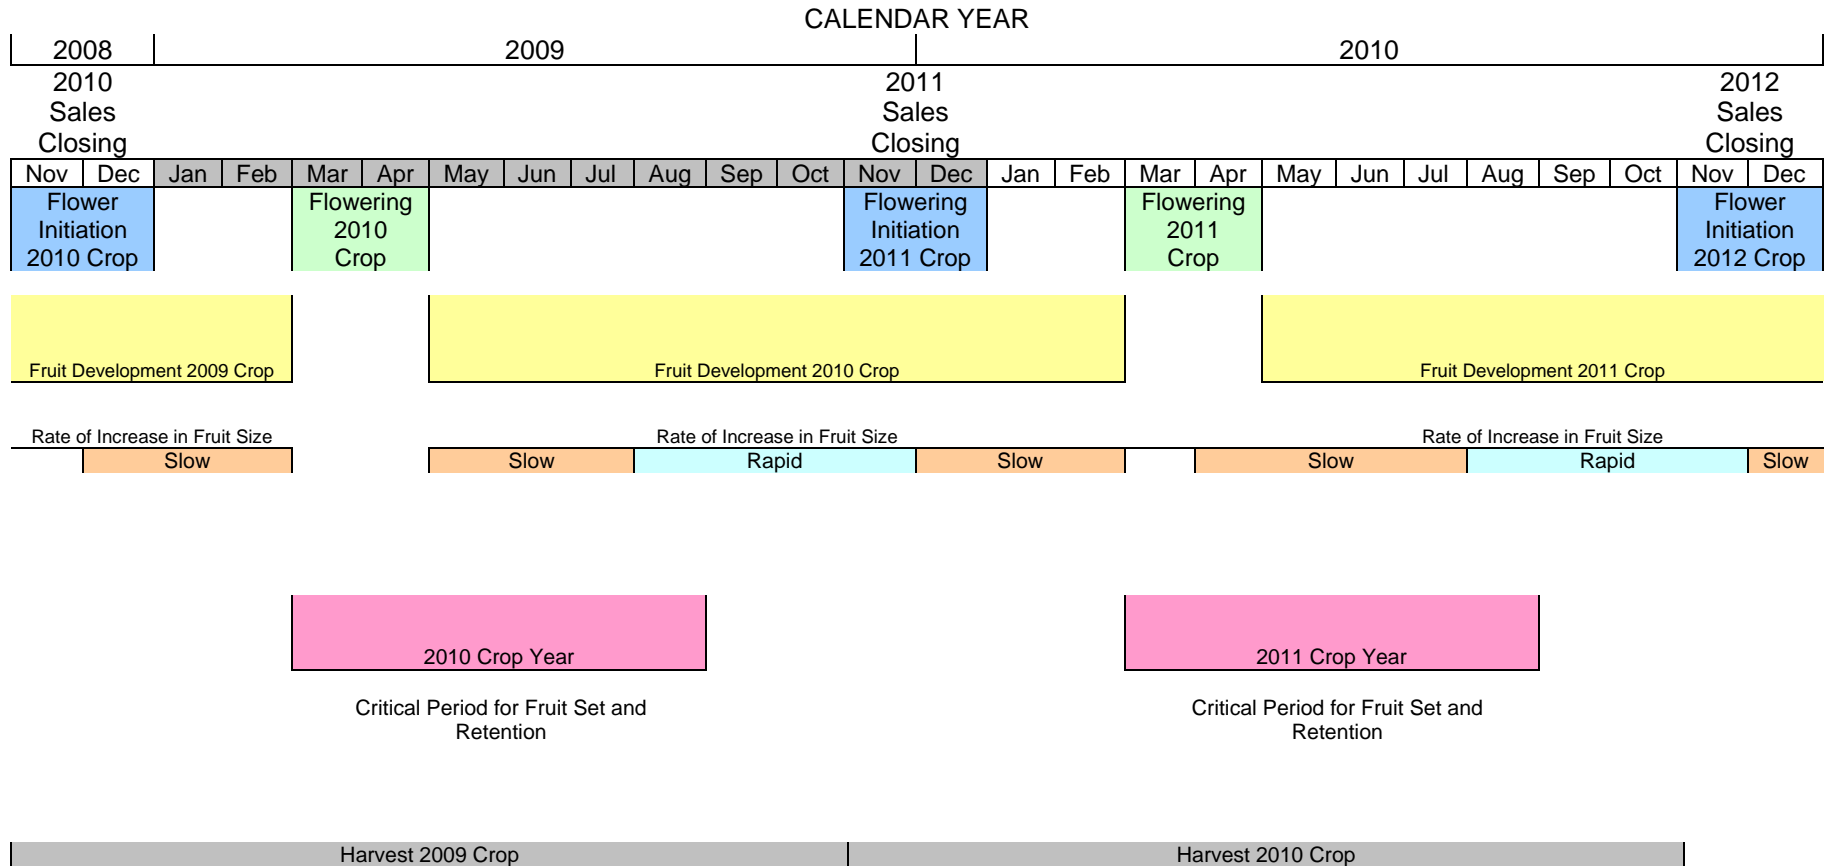 CALENDAR YEAR
2008 2009 2010
2010 2011 2012
Sales Sales Sales
Closing Closing Closing
Nov Dec Jan Feb Mar Apr May Jun Jul Aug Sep Oct Nov Dec Jan Feb Mar Apr May Jun Jul Aug Sep Oct Nov Dec
Flower Flowering Flowering Flowering Flower
Initiation 2010 Initiation 2011 Initiation
2010 Crop Crop 2011 Crop Crop 2012 Crop
Fruit Development 2009 Crop Fruit Development 2010 Crop Fruit Development 2011 Crop
Rate of Increase in Fruit Size Rate of Increase in Fruit Size Rate of Increase in Fruit Size
Slow Slow Rapid Slow Slow Rapid Slow
2010 Crop Year 2011 Crop Year
Critical Period for Fruit Set and Critical Period for Fruit Set and
Retention Retention
Harvest 2009 Crop Harvest 2010 Crop